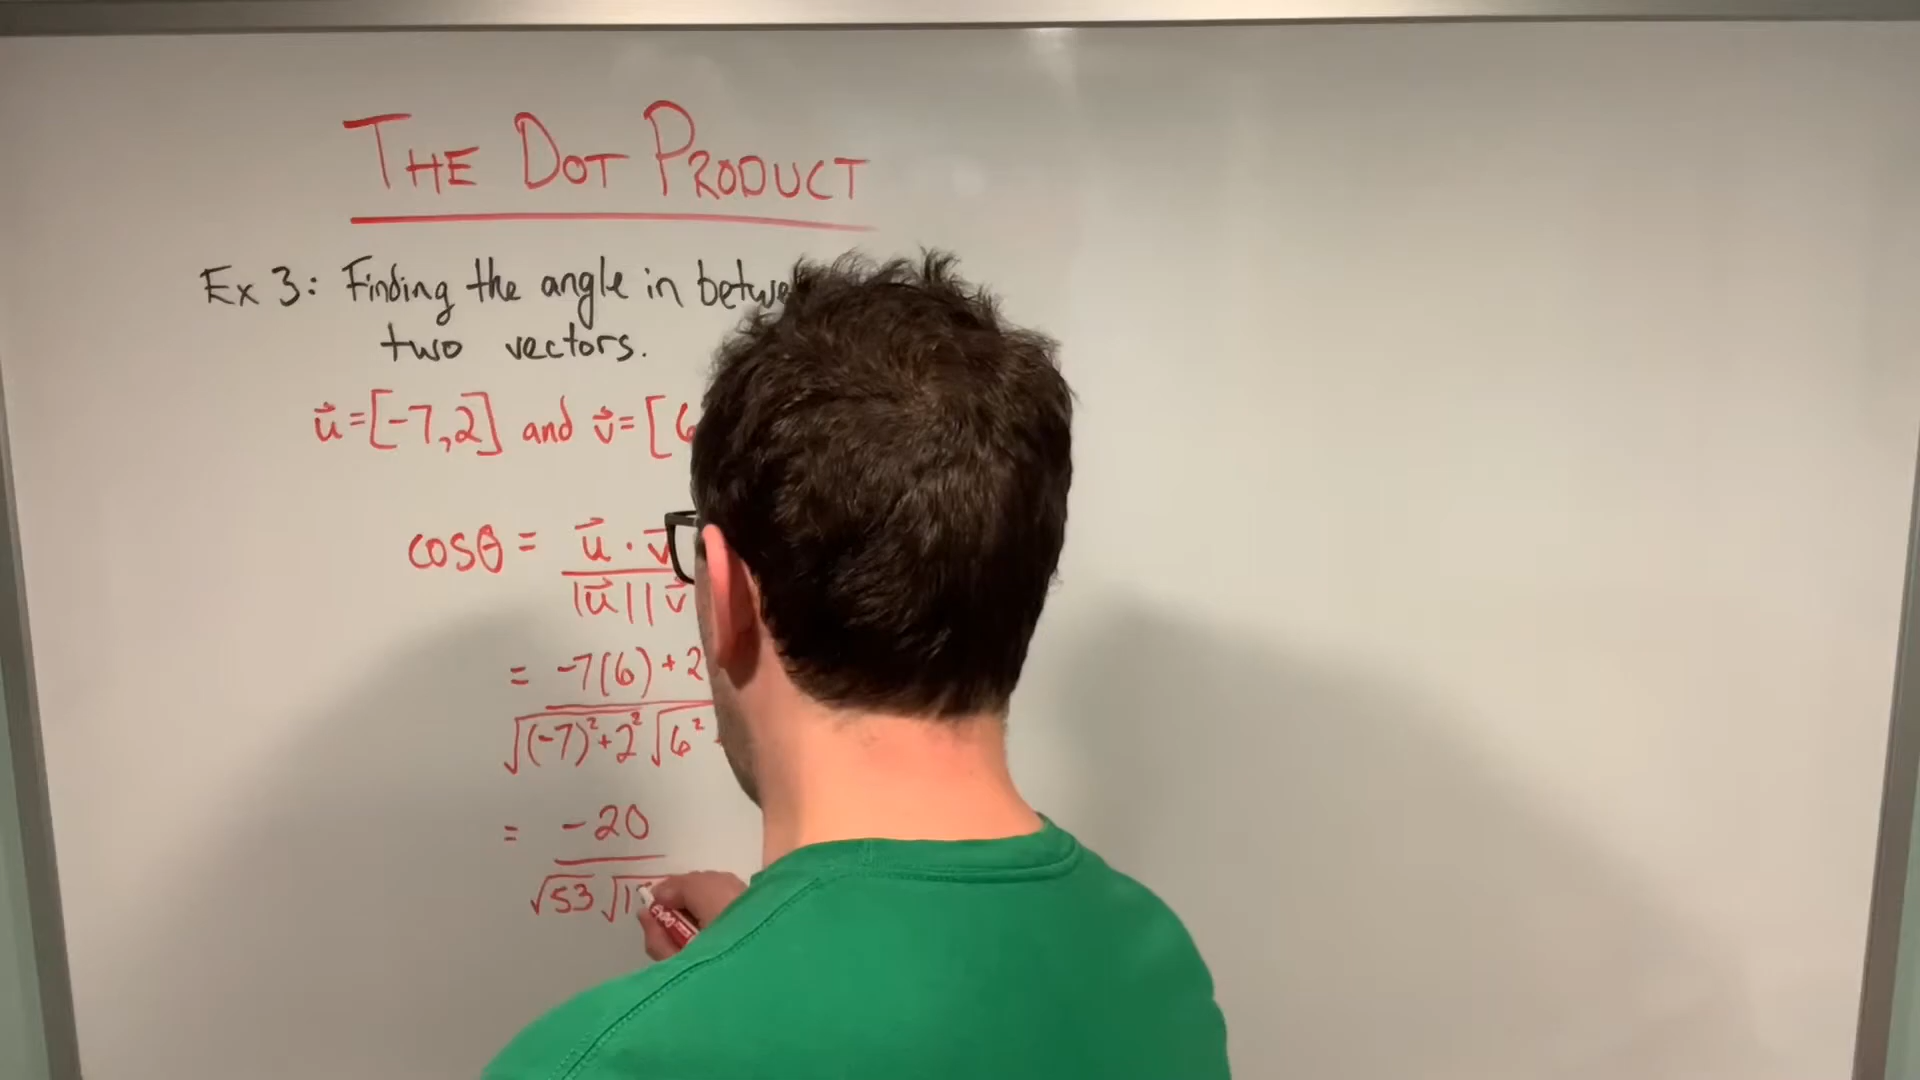 THE DOT PRODUCT
Ex 3: Finding the angle in
two vectors.
u⃗ = [-7,2] and v⃗ = [6
cosθ = u⃗ · v⃗
|u⃗||v⃗
= -7(6) + 2
√(-7)²+2² √6²
= -20
√53 √1
EXPO